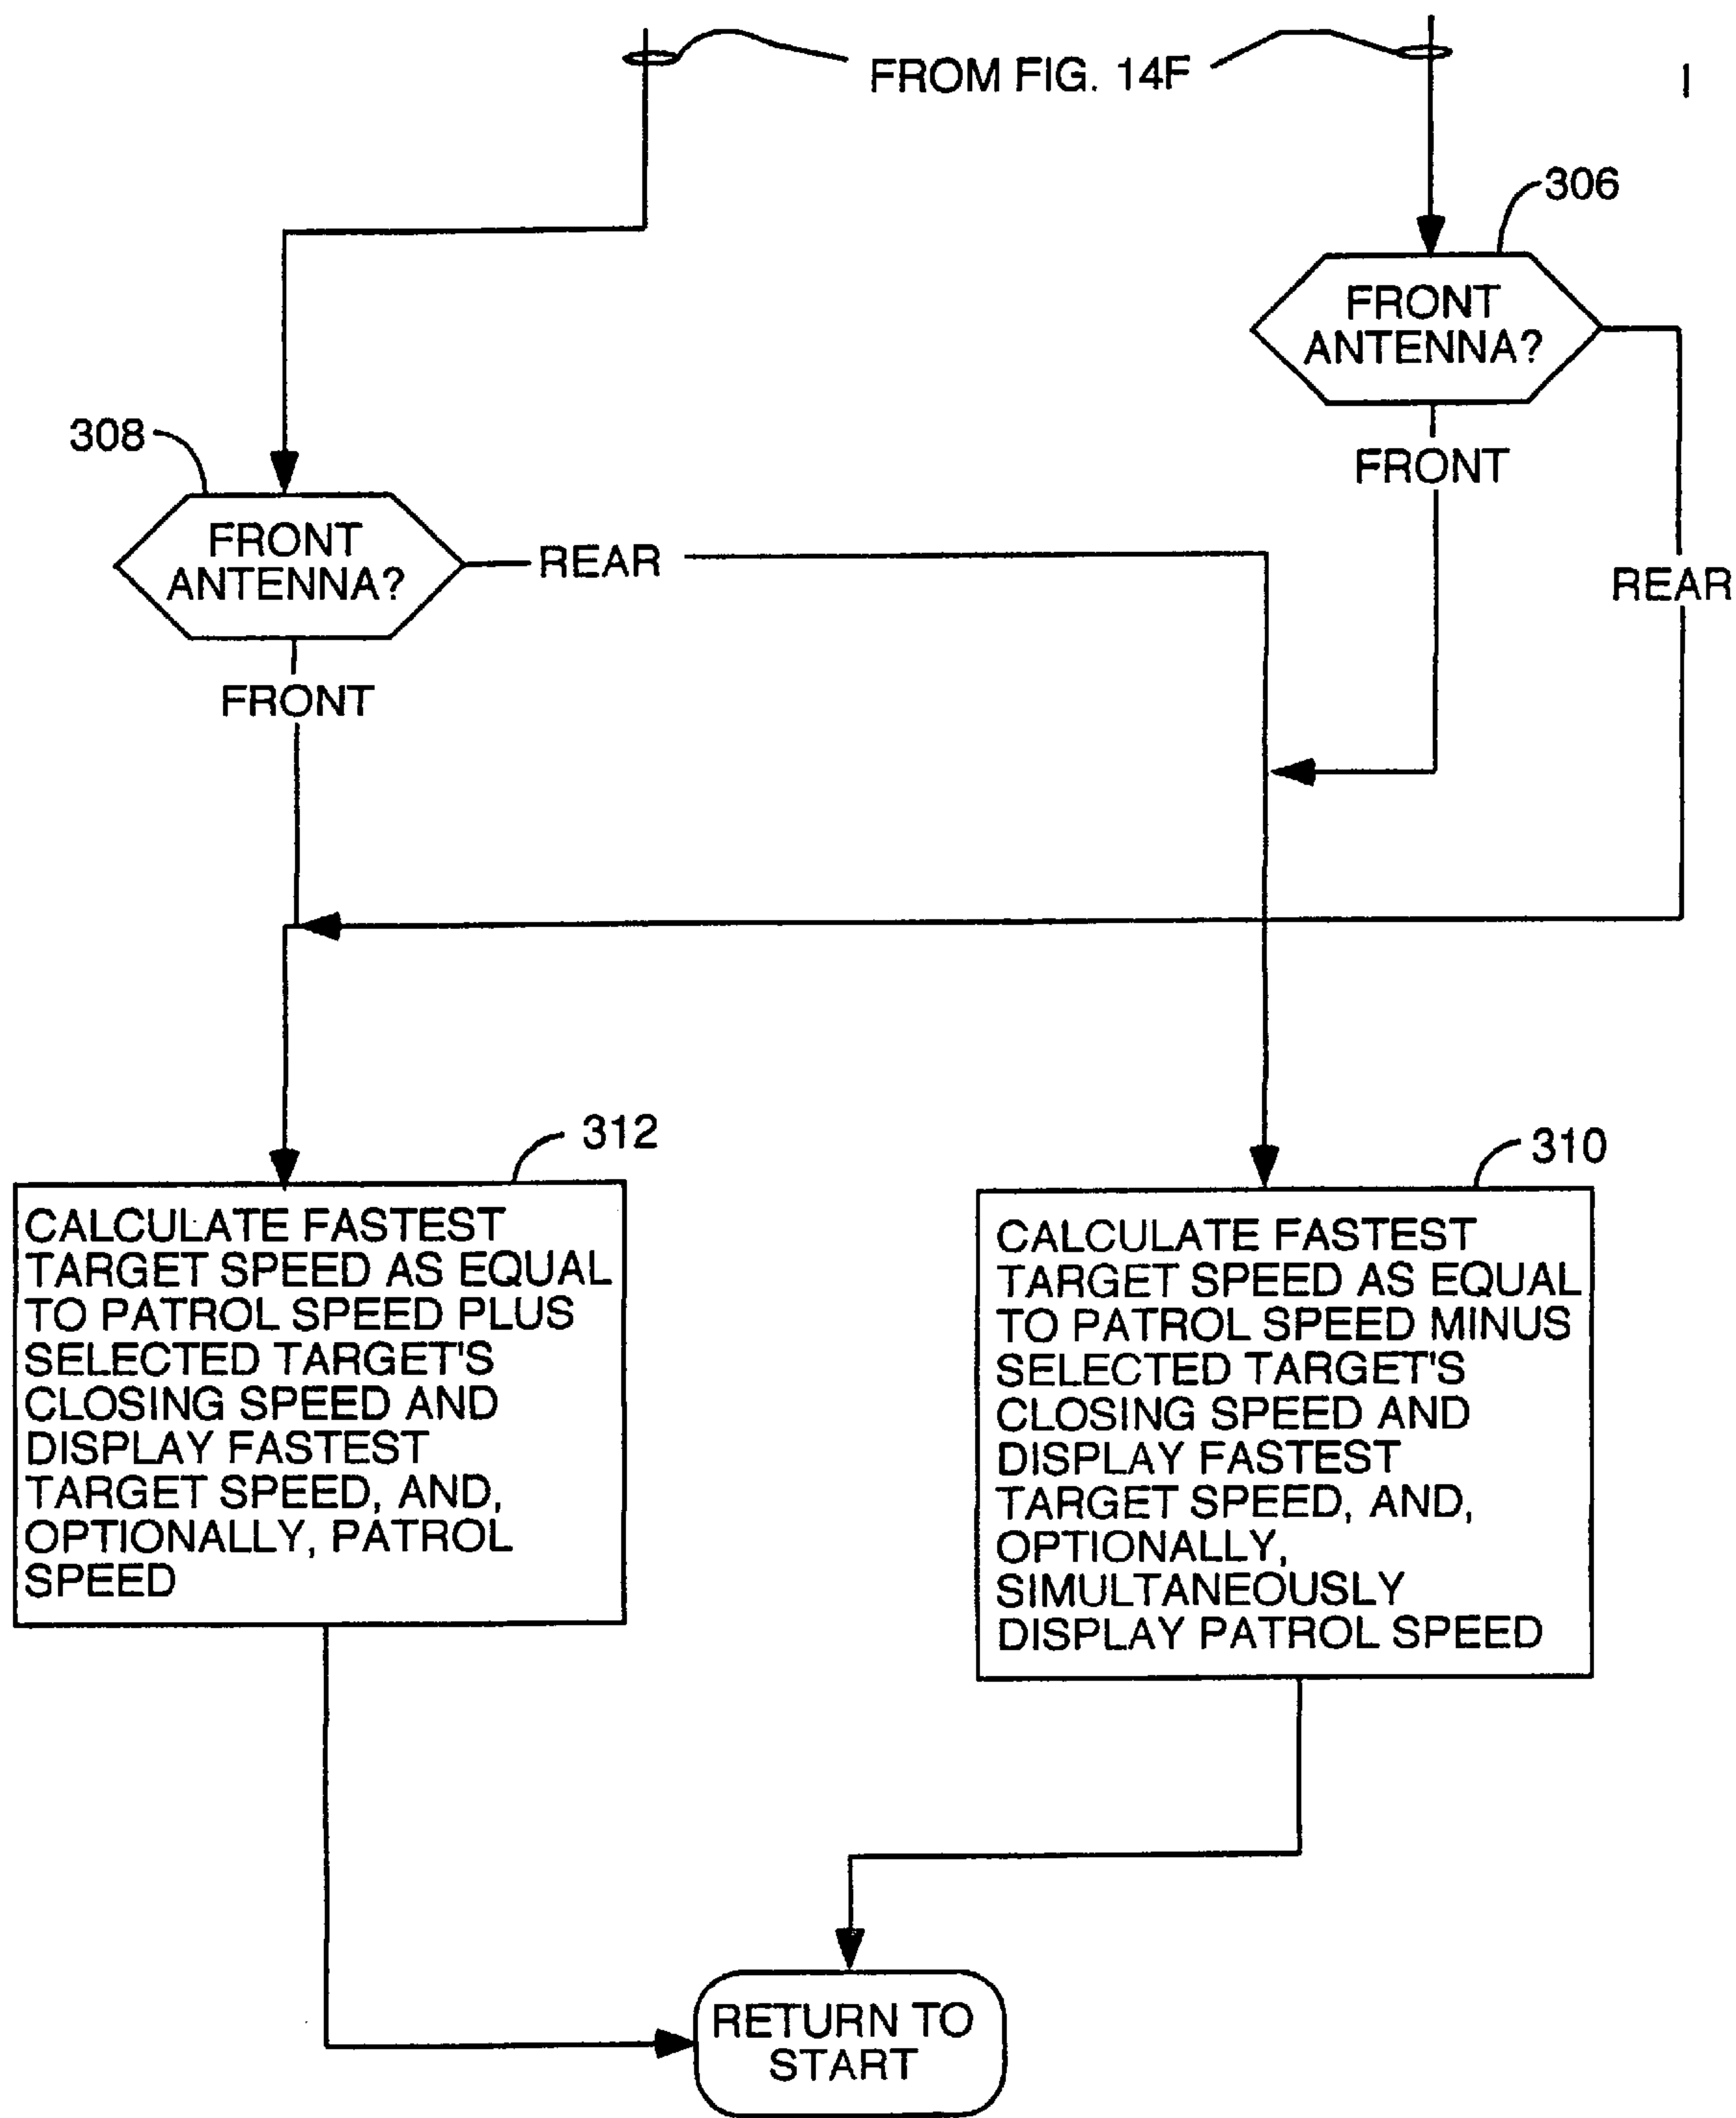 FROM FIG. 14F
306
FRONT
ANTENNA?
FRONT
REAR
308
FRONT
ANTENNA?
REAR
FRONT
312
CALCULATE FASTEST
TARGET SPEED AS EQUAL
TO PATROL SPEED PLUS
SELECTED TARGET'S
CLOSING SPEED AND
DISPLAY FASTEST
TARGET SPEED, AND,
OPTIONALLY, PATROL
SPEED
310
CALCULATE FASTEST
TARGET SPEED AS EQUAL
TO PATROL SPEED MINUS
SELECTED TARGET'S
CLOSING SPEED AND
DISPLAY FASTEST
TARGET SPEED, AND,
OPTIONALLY,
SIMULTANEOUSLY
DISPLAY PATROL SPEED
RETURN TO
START